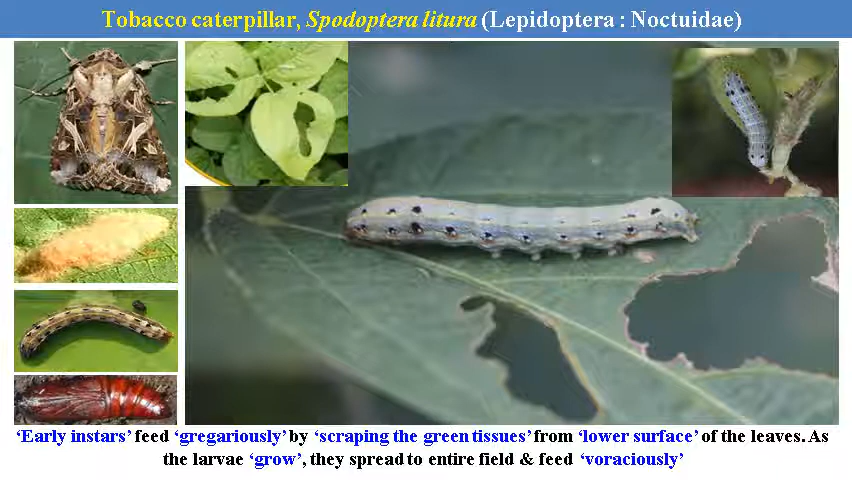 Tobacco caterpillar, Spodoptera litura (Lepidoptera : Noctuidae)
‘Early instars’ feed ‘gregariously’ by ‘scraping the green tissues’ from ‘lower surface’ of the leaves. As
the larvae ‘grow’, they spread to entire field & feed ‘voraciously’